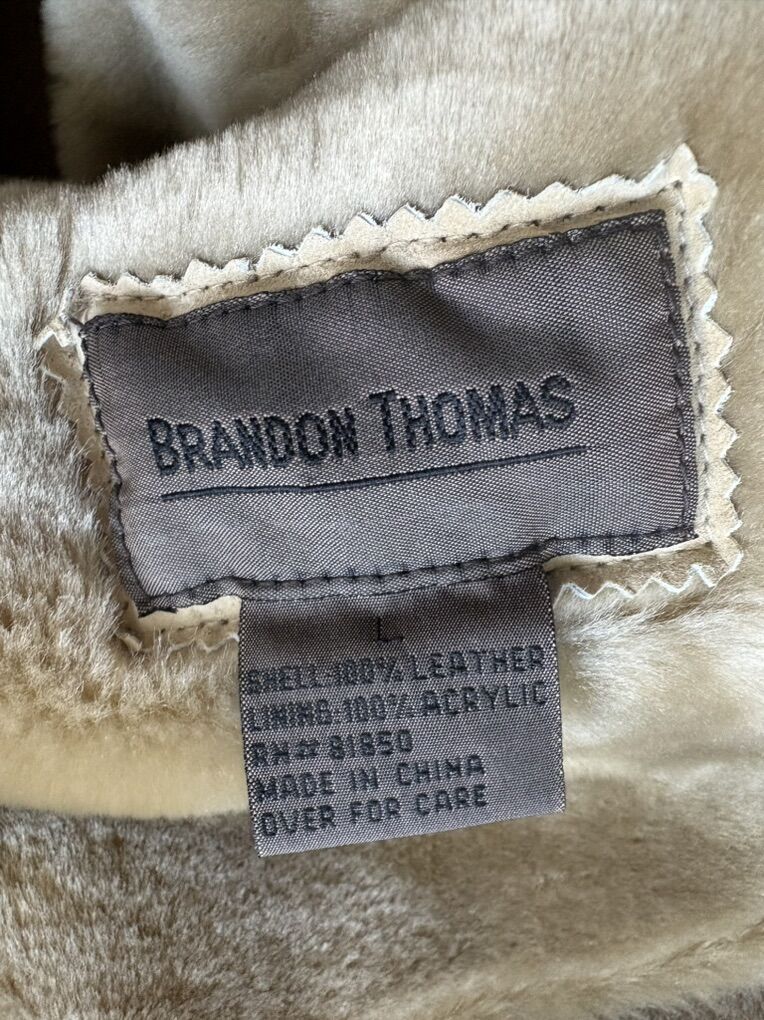 BRANDON THOMAS
L
SHELL:100% LEATHER
LINING:100% ACRYLIC
RN# 81850
MADE IN CHINA
OVER FOR CARE